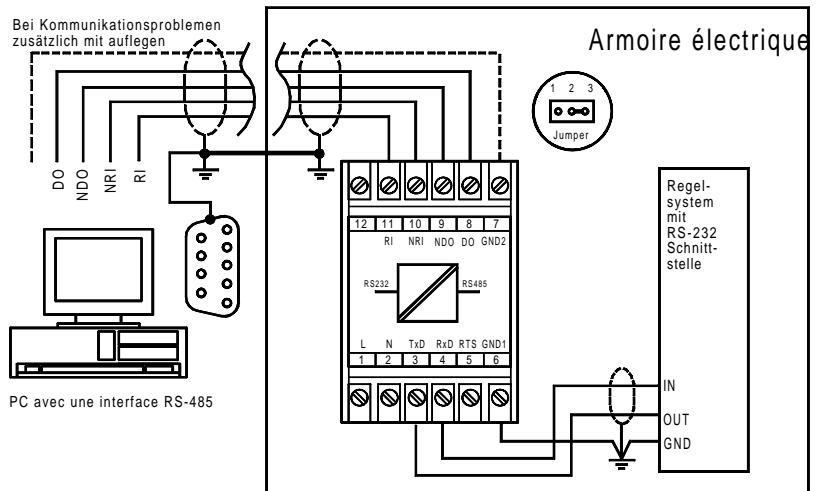 Bei Kommunikationsproblemen
zusätzlich mit auflegen
Armoire électrique
1 2 3
Jumper
DO
NDO
NRI
RI
12 11 10 9 8 7
RI NRI NDO DO GND2
RS232
RS485
L N TxD RxD RTS GND1
1 2 3 4 5 6
Regel-
system
mit
RS-232
Schnitt-
stelle
IN
OUT
GND
PC avec une interface RS-485